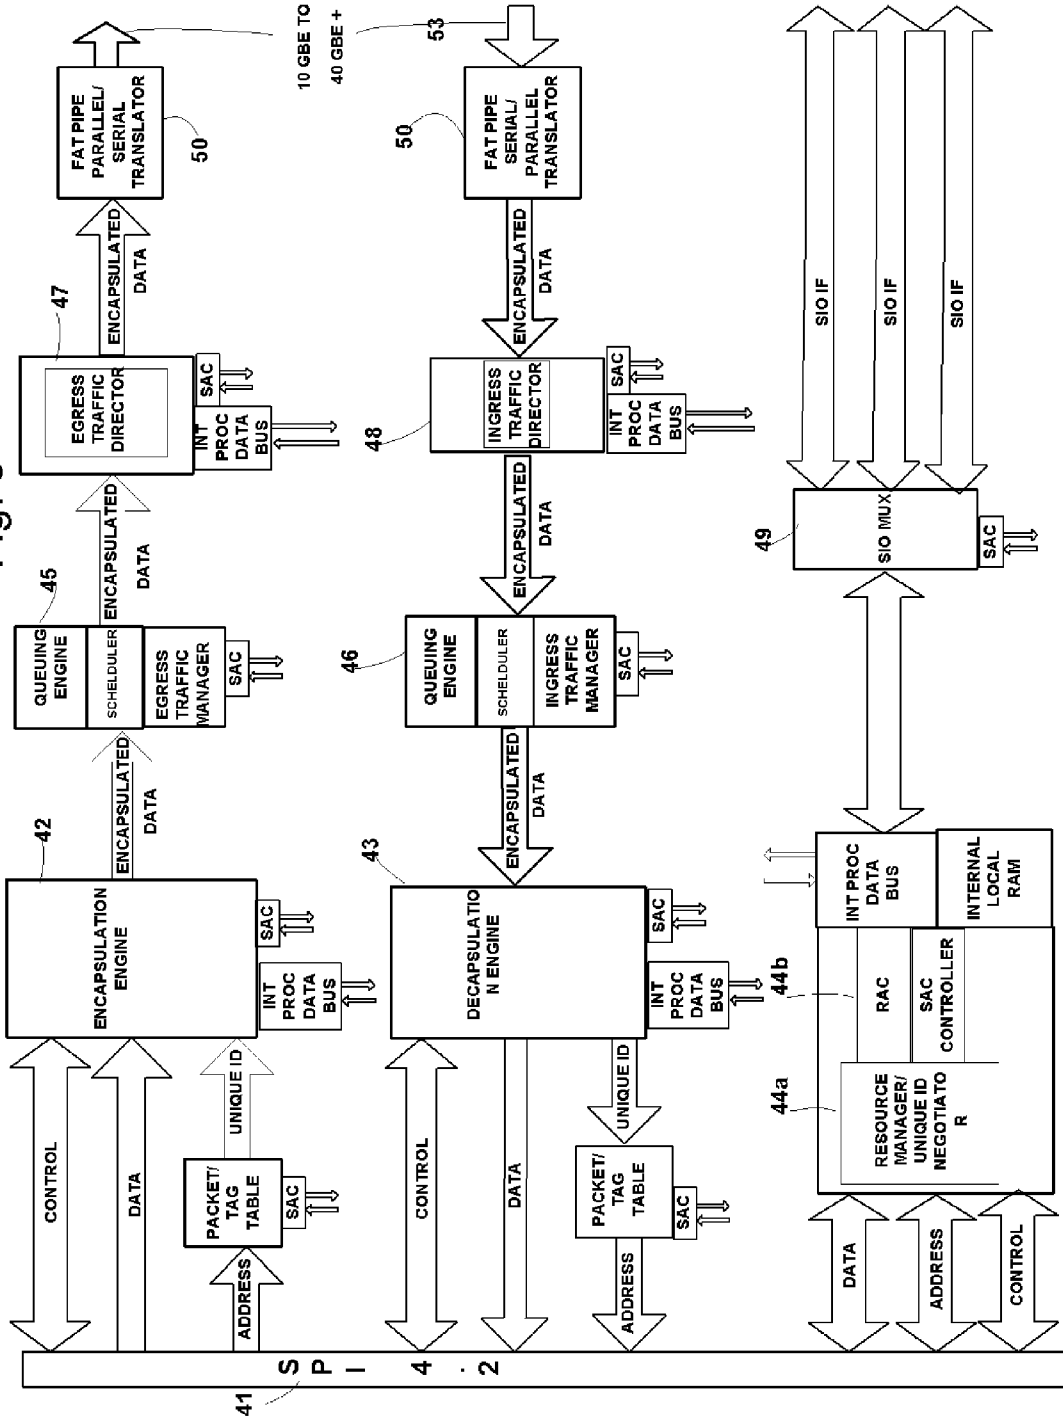 41
S P I 4 . 2
CONTROL
DATA
ADDRESS
PACKET/
TAG
TABLE
SAC
UNIQUE ID
42
ENCAPSULATION
ENGINE
INT
PROC
DATA
BUS
SAC
ENCAPSULATED
DATA
45
QUEUING
ENGINE
SCHELDULER
EGRESS
TRAFFIC
MANAGER
SAC
ENCAPSULATED
DATA
47
EGRESS
TRAFFIC
DIRECTOR
INT
PROC
DATA
BUS
SAC
ENCAPSULATED
DATA
FAT PIPE
PARALLEL/
SERIAL
TRANSLATOR
50
10 GBE TO
40 GBE +
53
CONTROL
DATA
ADDRESS
PACKET/
TAG
TABLE
SAC
UNIQUE ID
43
DECAPSULATIO
N ENGINE
INT
PROC
DATA
BUS
SAC
ENCAPSULATED
DATA
46
QUEUING
ENGINE
SCHELDULER
INGRESS
TRAFFIC
MANAGER
SAC
ENCAPSULATED
DATA
48
INGRESS
TRAFFIC
DIRECTOR
INT
PROC
DATA
BUS
SAC
ENCAPSULATED
DATA
50
FAT PIPE
SERIAL/
PARALLEL
TRANSLATOR
DATA
ADDRESS
CONTROL
44a
RESOURCE
MANAGER/
UNIQUE ID
NEGOTIATO
R
44b
RAC
SAC
CONTROLLER
INT PROC
DATA
BUS
INTERNAL
LOCAL
RAM
49
SIO MUX
SAC
SIO IF
SIO IF
SIO IF